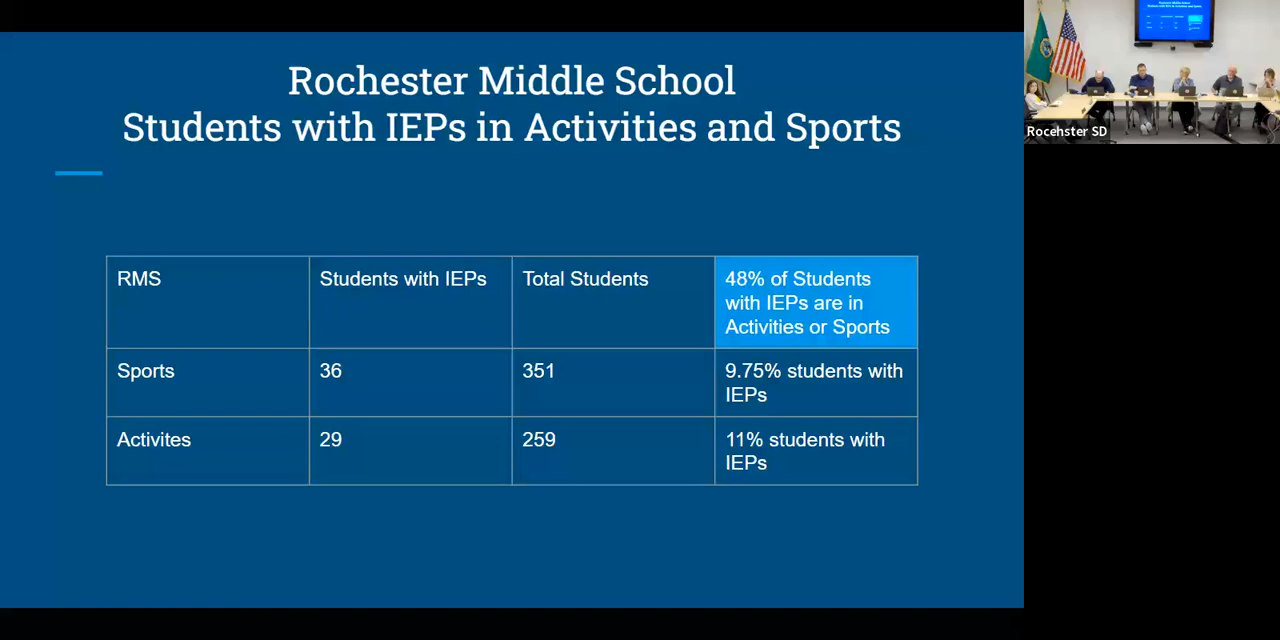 Rochester Middle School
Students with IEPs in Activities and Sports
RMS
Students with IEPs
Total Students
48% of Students
with IEPs are in
Activities or Sports
Sports
36
351
9.75% students with
IEPs
Activites
29
259
11% students with
IEPs
Rocehster SD